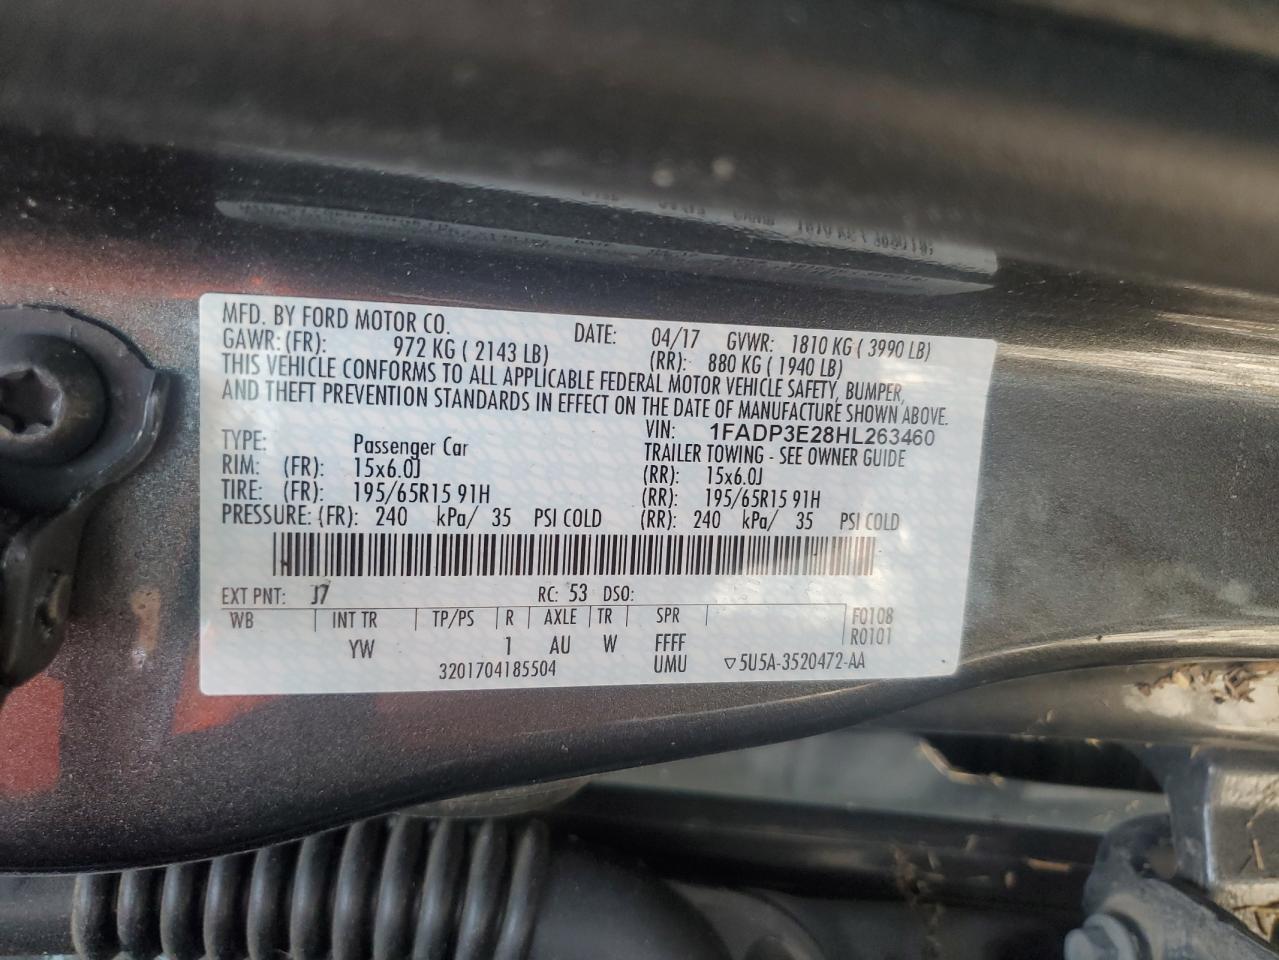 MFD. BY FORD MOTOR CO. DATE: 04/17 GVWR: 1810 KG ( 3990 LB)
GAWR: (FR): 972 KG ( 2143 LB) (RR): 880 KG ( 1940 LB)
THIS VEHICLE CONFORMS TO ALL APPLICABLE FEDERAL MOTOR VEHICLE SAFETY, BUMPER,
AND THEFT PREVENTION STANDARDS IN EFFECT ON THE DATE OF MANUFACTURE SHOWN ABOVE.
VIN: 1FADP3E28HL263460
TYPE: Passenger Car TRAILER TOWING - SEE OWNER GUIDE
RIM: (FR): 15x6.0J (RR): 15x6.0J
TIRE: (FR): 195/65R15 91H (RR): 195/65R15 91H
PRESSURE: (FR): 240 kPa/ 35 PSI COLD (RR): 240 kPa/ 35 PSI COLD
EXT PNT: J7 RC: 53 DSO:
WB INT TR TP/PS R AXLE TR SPR F0108
YW 1 AU W FFFF R0101
3201704185504 UMU ▽5U5A-3520472-AA